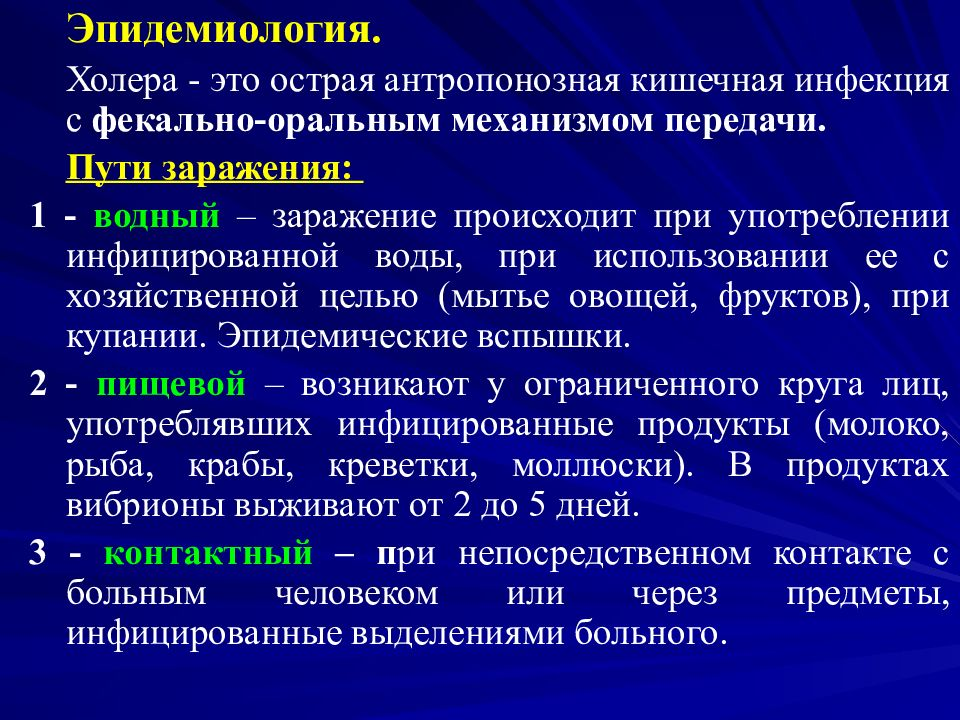 Эпидемиология.
Холера - это острая антропонозная кишечная инфекция
с фекально-оральным механизмом передачи.
Пути заражения:
1 - водный – заражение происходит при употреблении
инфицированной воды, при использовании ее с
хозяйственной целью (мытье овощей, фруктов), при
купании. Эпидемические вспышки.
2 - пищевой – возникают у ограниченного круга лиц,
употреблявших инфицированные продукты (молоко,
рыба, крабы, креветки, моллюски). В продуктах
вибрионы выживают от 2 до 5 дней.
3 - контактный – при непосредственном контакте с
больным человеком или через предметы,
инфицированные выделениями больного.